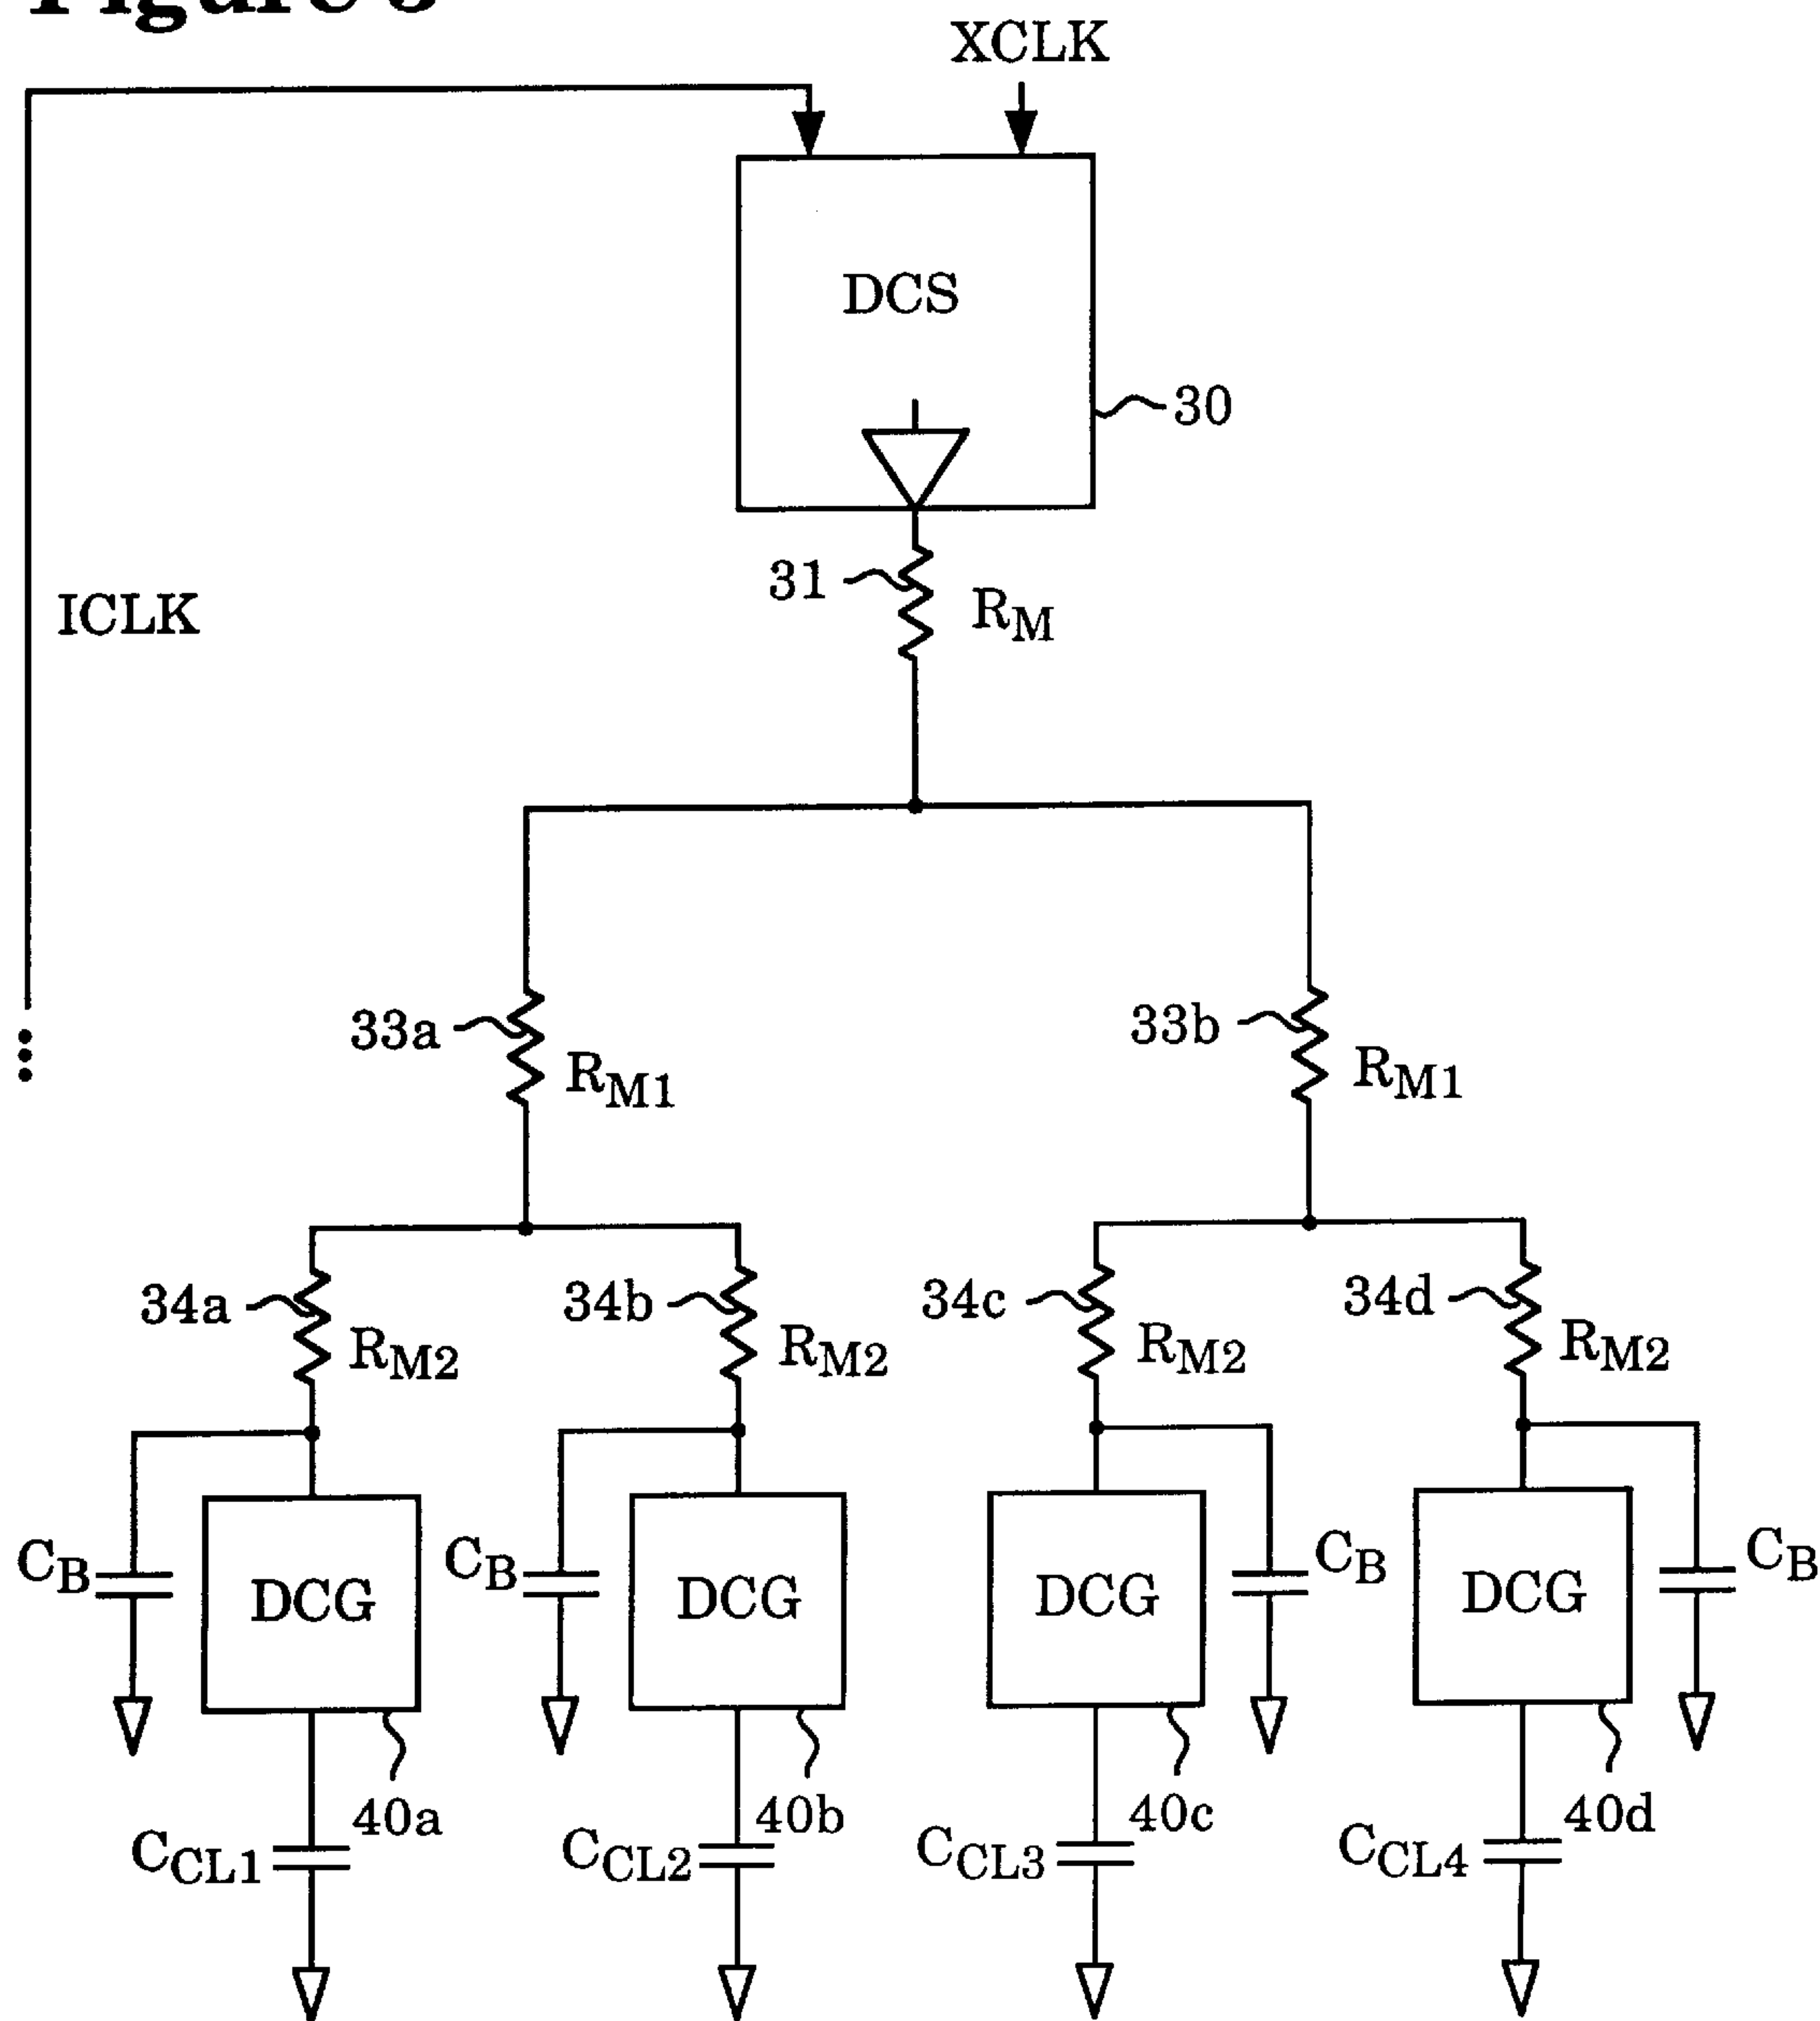 XCLK
DCS
30
31
RM
ICLK
33a
RM1
33b
RM1
34a
RM2
34b
RM2
34c
RM2
34d
RM2
CB
DCG
CB
DCG
DCG
CB
DCG
CB
40a
40b
40c
40d
CCL1
CCL2
CCL3
CCL4